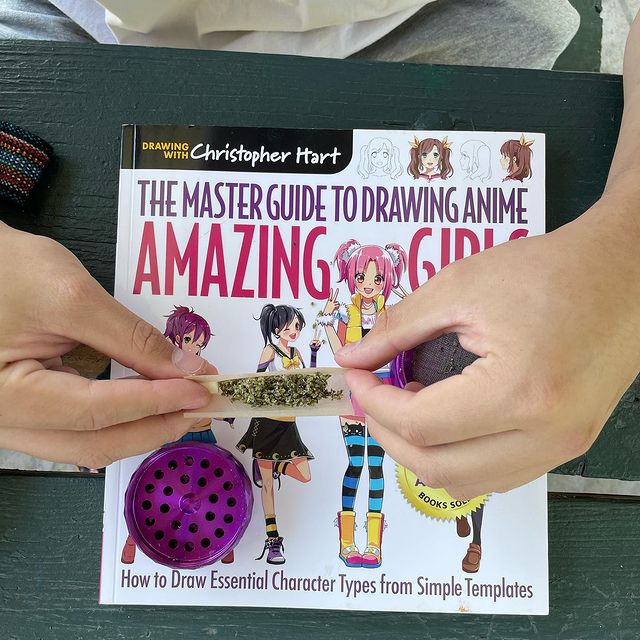 DRAWING
WITH Christopher Hart
THE MASTER GUIDE TO DRAWING ANIME
AMAZING GIRLS
BOOKS
How to Draw Essential Character Types from Simple Templates